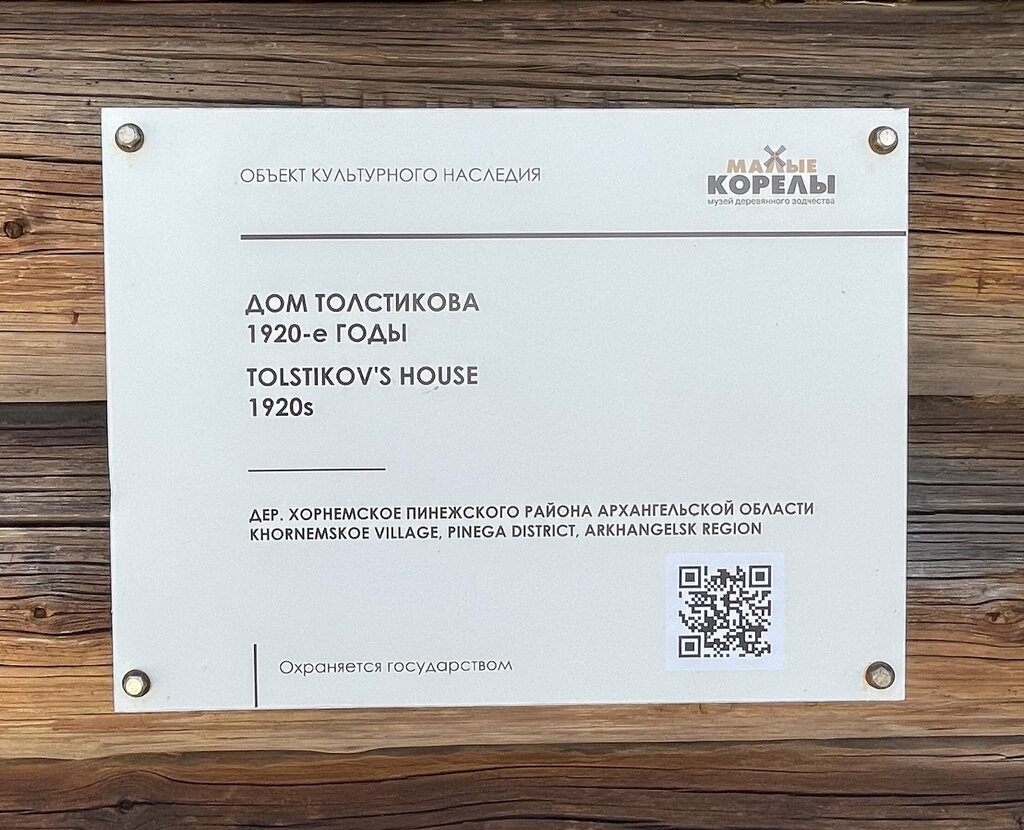 ОБЪЕКТ КУЛЬТУРНОГО НАСЛЕДИЯ
МАЛЫЕ
КОРЕЛЫ
музей деревянного зодчества
ДОМ ТОЛСТИКОВА
1920-е ГОДЫ
TOLSTIKOV'S HOUSE
1920s
ДЕР. ХОРНЕМСКОЕ ПИНЕЖСКОГО РАЙОНА АРХАНГЕЛЬСКОЙ ОБЛАСТИ
KHORNEMSKOE VILLAGE, PINEGA DISTRICT, ARKHANGELSK REGION
Охраняется государством